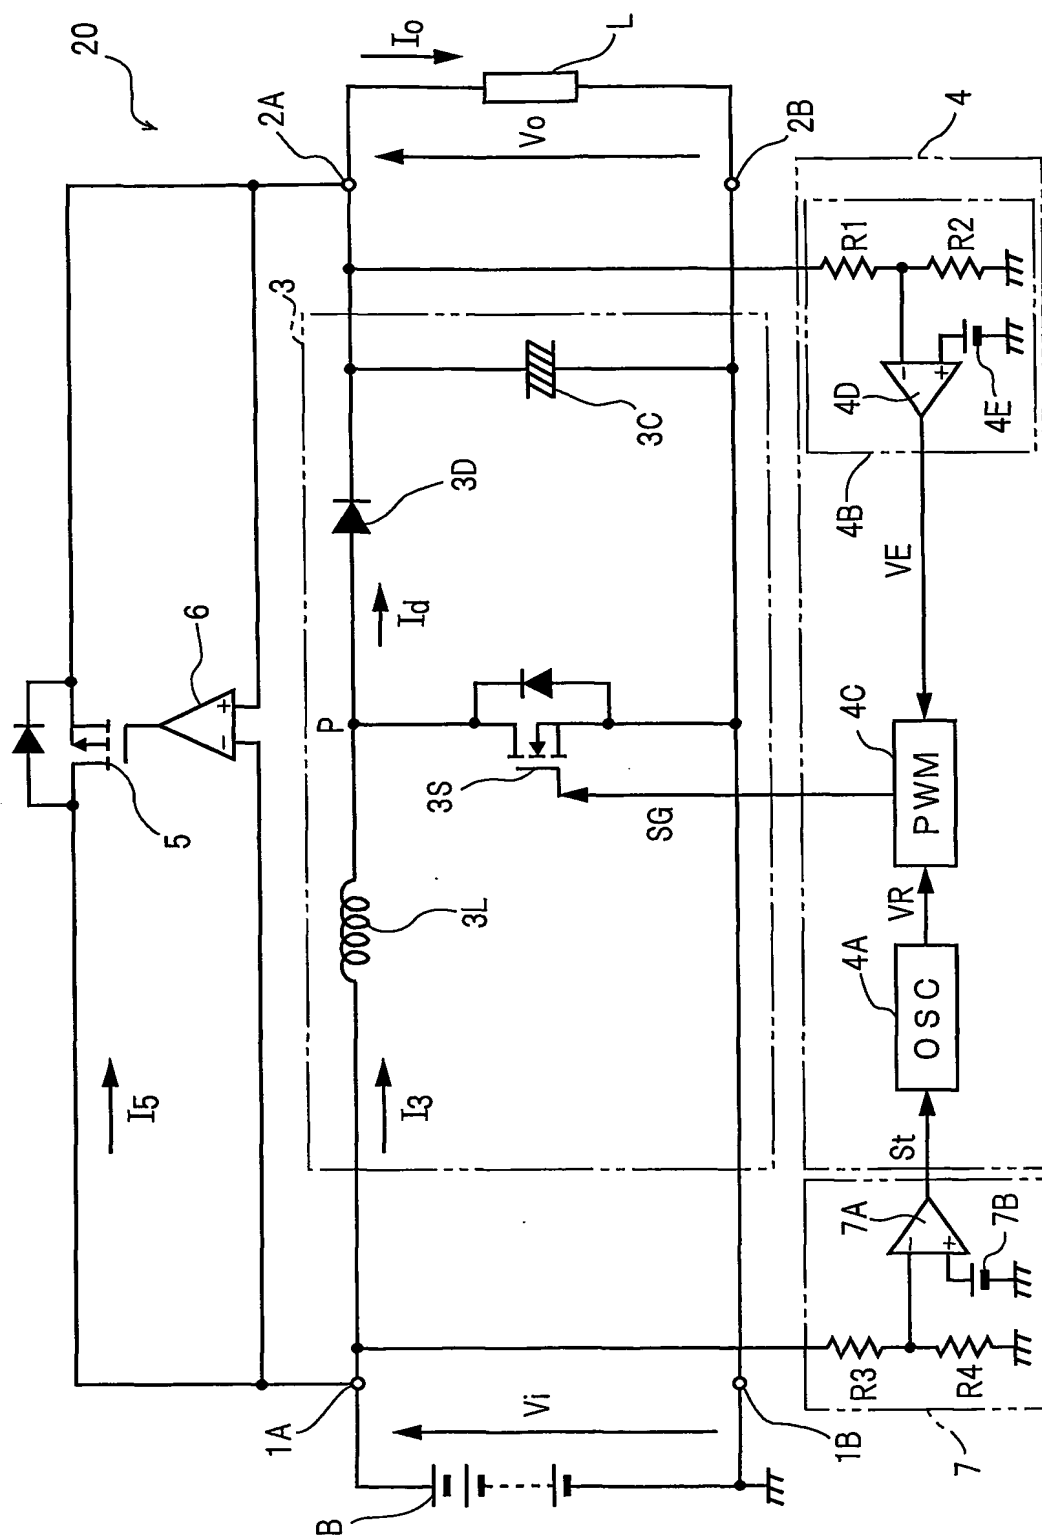 20
I5
5
6
3
2A
Io
L
1A
I3
3L
P
Id
3D
3C
Vo
2B
B
Vi
1B
3S
SG
4
7
R3
R4
7A
-
+
7B
St
4A
OSC
VR
4C
PWM
VE
4B
4D
-
+
4E
R1
R2
-
+